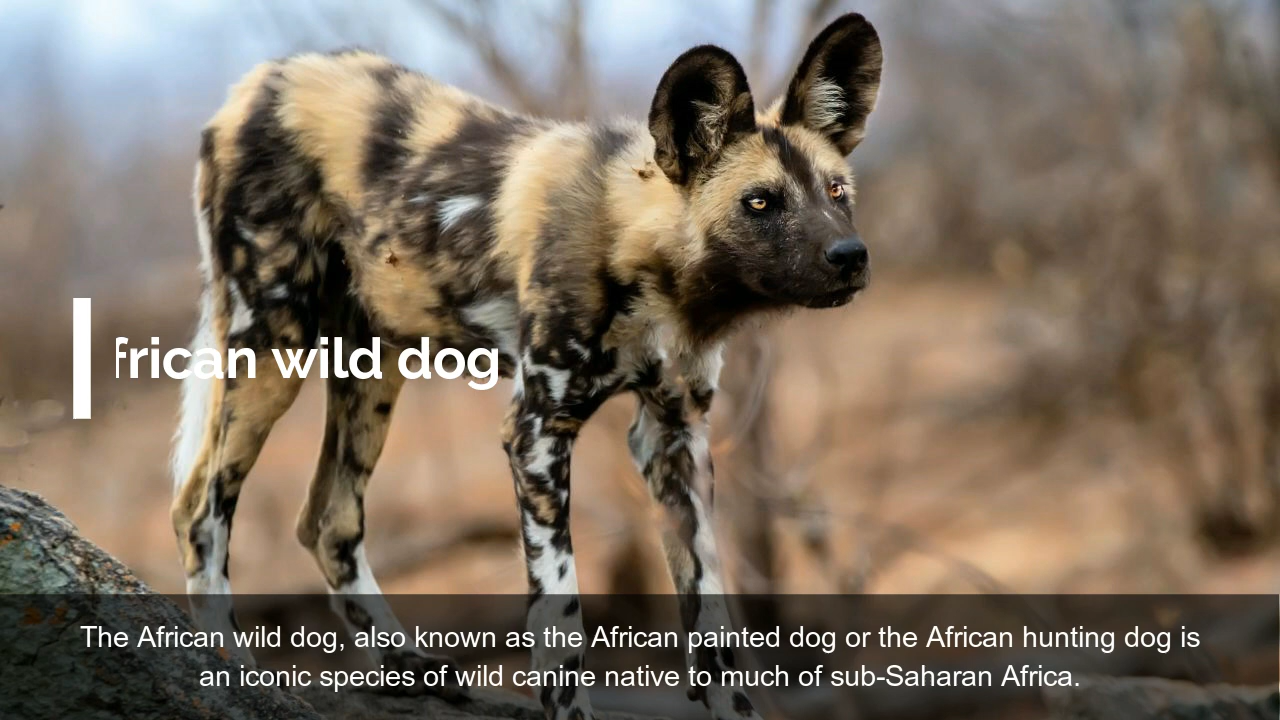 frican wild dog
The African wild dog, also known as the African painted dog or the African hunting dog is
an iconic species of wild canine native to much of sub-Saharan Africa.